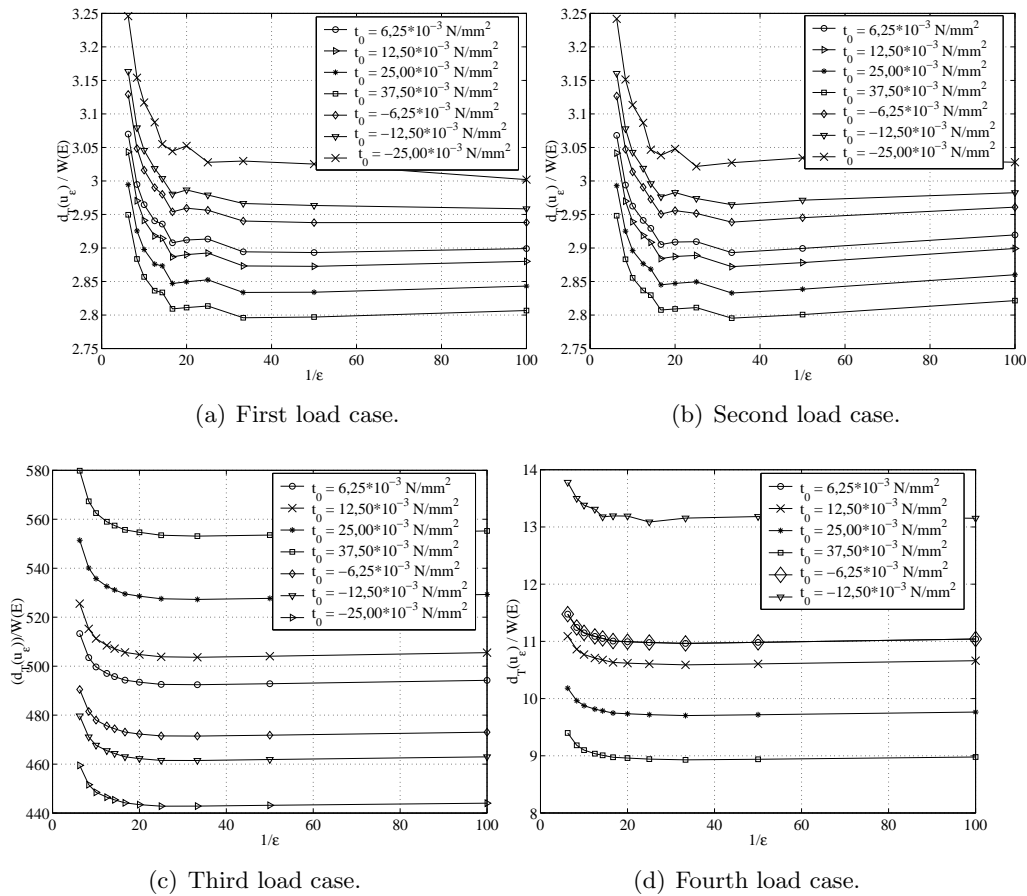 3.25
3.2
3.15
3.1
3.05
3
2.95
2.9
2.85
2.8
2.75
0 20 40 60 80 100
1/ε
d_T(u_ε) / W(E)
t_0 = 6,25*10^-3 N/mm^2
t_0 = 12,50*10^-3 N/mm^2
t_0 = 25,00*10^-3 N/mm^2
t_0 = 37,50*10^-3 N/mm^2
t_0 = −6,25*10^-3 N/mm^2
t_0 = −12,50*10^-3 N/mm^2
t_0 = −25,00*10^-3 N/mm^2
(a) First load case.
3.25
3.2
3.15
3.1
3.05
3
2.95
2.9
2.85
2.8
2.75
0 20 40 60 80 100
1/ε
d_T(u_ε) / W(E)
t_0 = 6,25*10^-3 N/mm^2
t_0 = 12,50*10^-3 N/mm^2
t_0 = 25,00*10^-3 N/mm^2
t_0 = 37,50*10^-3 N/mm^2
t_0 = −6,25*10^-3 N/mm^2
t_0 = −12,50*10^-3 N/mm^2
t_0 = −25,00*10^-3 N/mm^2
(b) Second load case.
580
560
540
520
500
480
460
440
0 20 40 60 80 100
1/ε
(d_T(u_ε))/W(E)
t_0 = 6,25*10^-3 N/mm^2
t_0 = 12,50*10^-3 N/mm^2
t_0 = 25,00*10^-3 N/mm^2
t_0 = 37,50*10^-3 N/mm^2
t_0 = −6,25*10^-3 N/mm^2
t_0 = −12,50*10^-3 N/mm^2
t_0 = −25,00*10^-3 N/mm^2
(c) Third load case.
14
13
12
11
10
9
8
0 20 40 60 80 100
1/ε
d_T(u_ε) / W(E)
t_0 = 6,25*10^-3 N/mm^2
t_0 = 12,50*10^-3 N/mm^2
t_0 = 25,00*10^-3 N/mm^2
t_0 = 37,50*10^-3 N/mm^2
t_0 = −6,25*10^-3 N/mm^2
t_0 = −12,50*10^-3 N/mm^2
(d) Fourth load case.